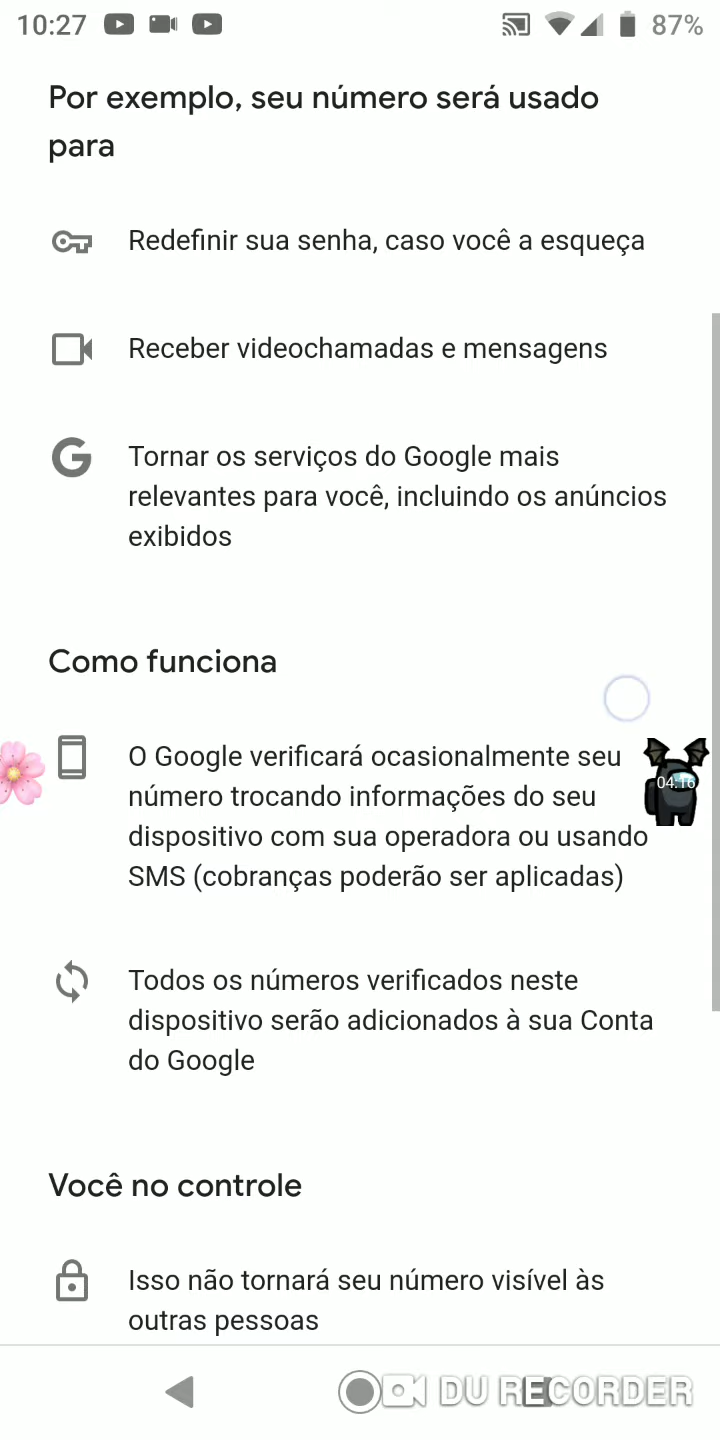 10:27
87%
Por exemplo, seu número será usado
para
Redefinir sua senha, caso você a esqueça
Receber videochamadas e mensagens
G
Tornar os serviços do Google mais
relevantes para você, incluindo os anúncios
exibidos
Como funciona
O Google verificará ocasionalmente seu
número trocando informações do seu
dispositivo com sua operadora ou usando
SMS (cobranças poderão ser aplicadas)
04:16
Todos os números verificados neste
dispositivo serão adicionados à sua Conta
do Google
Você no controle
Isso não tornará seu número visível às
outras pessoas
DU RECORDER